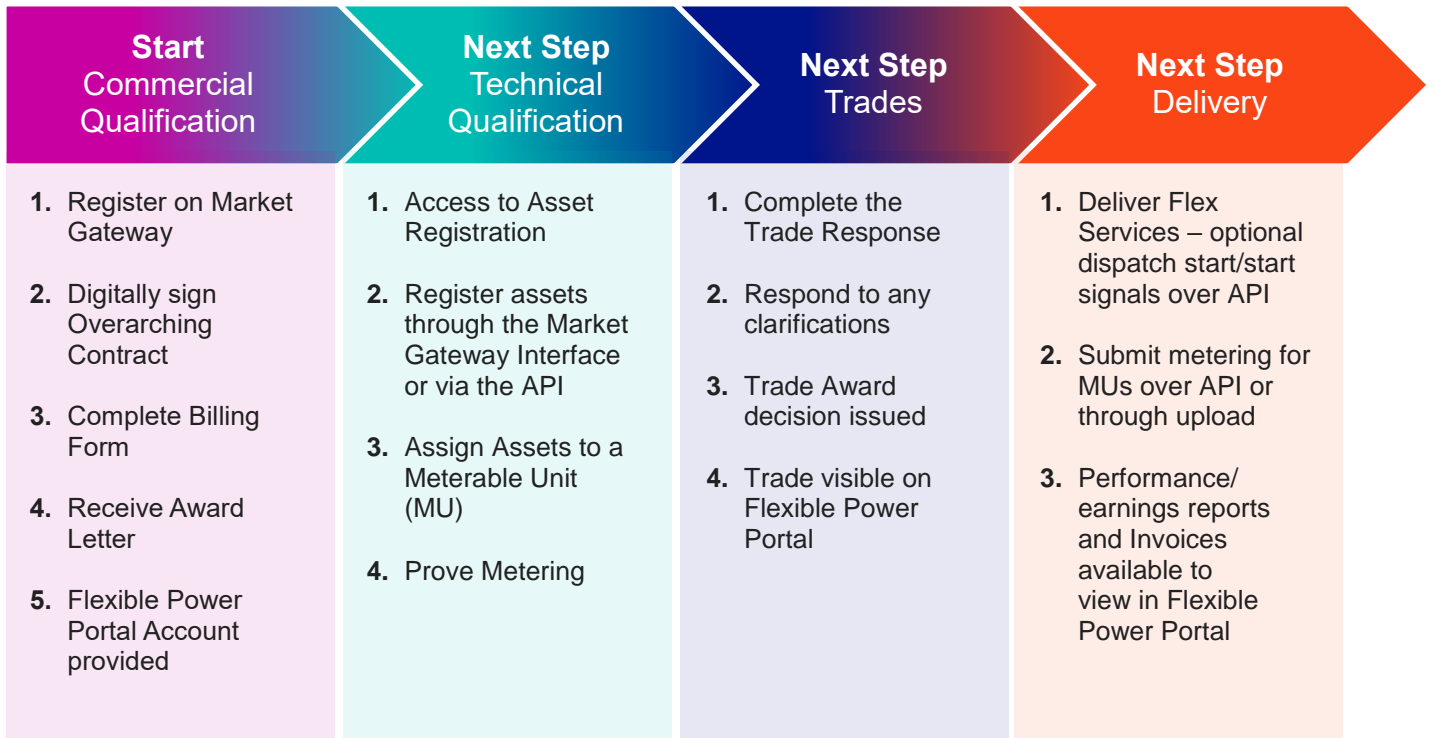 Start
Commercial
Qualification
1. Register on Market
Gateway
2. Digitally sign
Overarching
Contract
3. Complete Billing
Form
4. Receive Award
Letter
5. Flexible Power
Portal Account
provided
Next Step
Technical
Qualification
1. Access to Asset
Registration
2. Register assets
through the Market
Gateway Interface
or via the API
3. Assign Assets to a
Meterable Unit
(MU)
4. Prove Metering
Next Step
Trades
1. Complete the
Trade Response
2. Respond to any
clarifications
3. Trade Award
decision issued
4. Trade visible on
Flexible Power
Portal
Next Step
Delivery
1. Deliver Flex
Services – optional
dispatch start/start
signals over API
2. Submit metering for
MUs over API or
through upload
3. Performance/
earnings reports
and Invoices
available to
view in Flexible
Power Portal